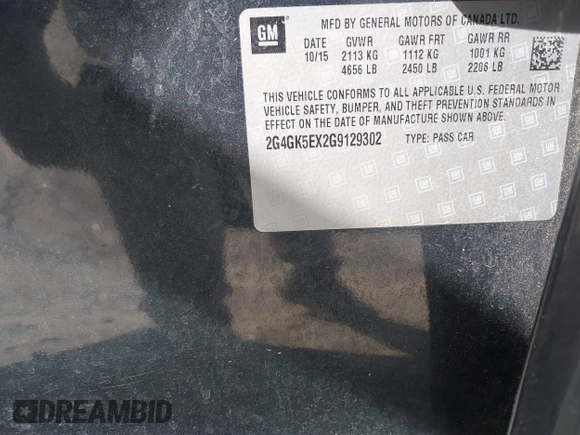 GM
MFD BY GENERAL MOTORS OF CANADA LTD.
DATE GVWR GAWR FRT GAWR RR
10/15 2113 KG 1112 KG 1001 KG
4656 LB 2450 LB 2206 LB
THIS VEHICLE CONFORMS TO ALL APPLICABLE U.S. FEDERAL MOTOR
VEHICLE SAFETY, BUMPER, AND THEFT PREVENTION STANDARDS IN
EFFECT ON THE DATE OF MANUFACTURE SHOWN ABOVE.
2G4GK5EX2G9129302 TYPE: PASS CAR
DREAMBID